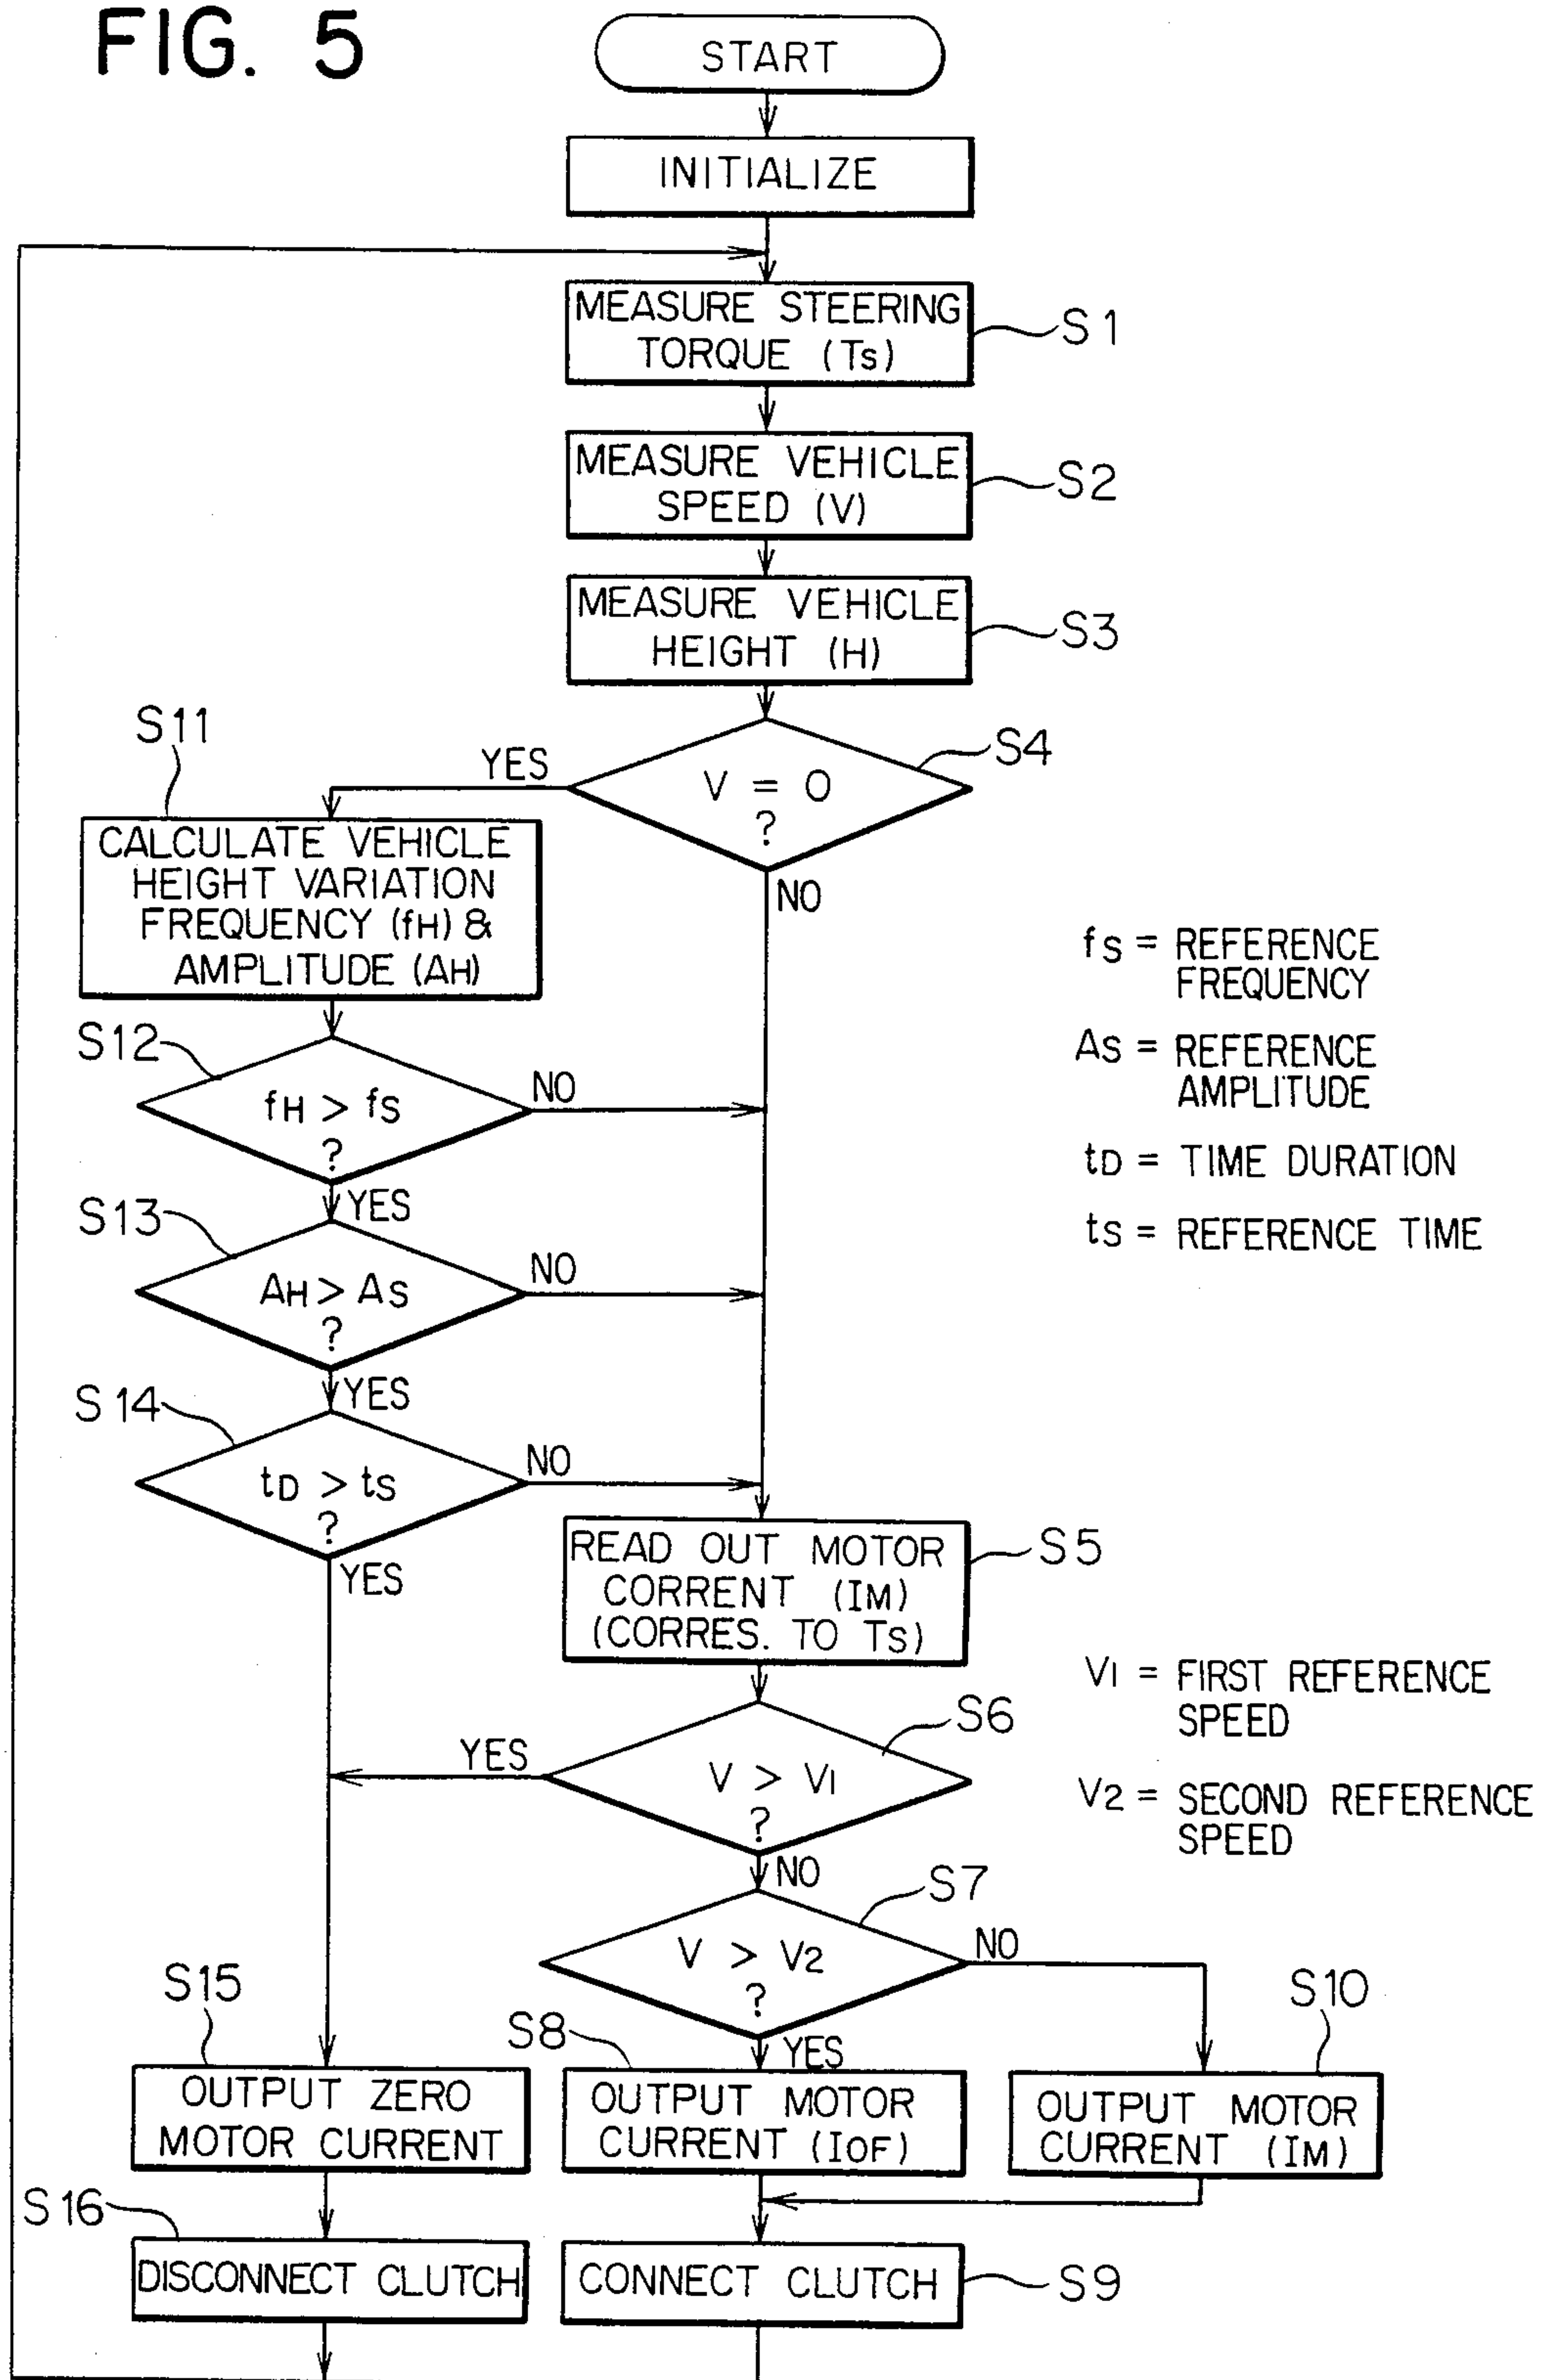 FIG. 5
START
INITIALIZE
MEASURE STEERING
TORQUE (Ts)
S1
MEASURE VEHICLE
SPEED (V)
S2
MEASURE VEHICLE
HEIGHT (H)
S3
S4
V = 0
?
YES
NO
S11
CALCULATE VEHICLE
HEIGHT VARIATION
FREQUENCY (fH) &
AMPLITUDE (AH)
S12
fH > fS
?
NO
YES
S13
AH > AS
?
NO
YES
S14
tD > tS
?
NO
YES
fS = REFERENCE
FREQUENCY
AS = REFERENCE
AMPLITUDE
tD = TIME DURATION
tS = REFERENCE TIME
READ OUT MOTOR
CORRENT (IM)
(CORRES. TO TS)
S5
S6
V > V1
?
YES
NO
V1 = FIRST REFERENCE
SPEED
V2 = SECOND REFERENCE
SPEED
S7
V > V2
?
NO
YES
S15
OUTPUT ZERO
MOTOR CURRENT
S8
OUTPUT MOTOR
CURRENT (IOF)
S10
OUTPUT MOTOR
CURRENT (IM)
S16
DISCONNECT CLUTCH
CONNECT CLUTCH
S9